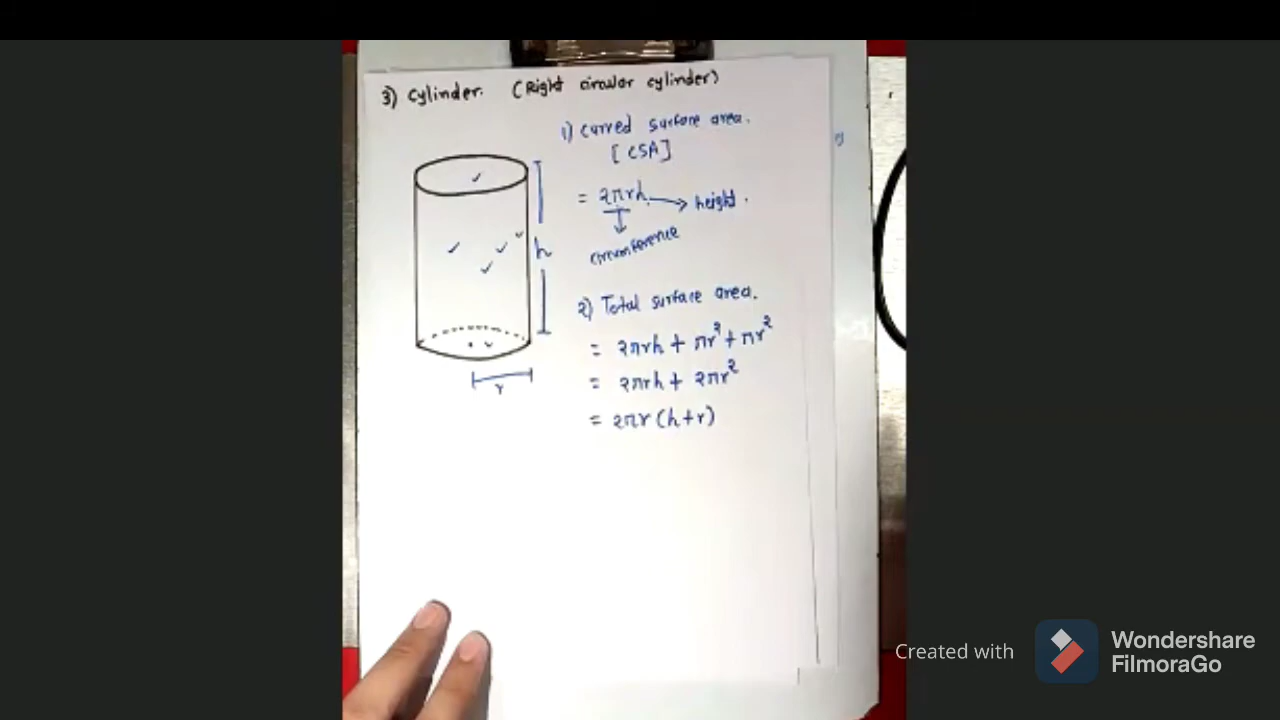 3) Cylinder. (Right circular cylinder)
1) Curved surface area.
[CSA]
= 2πrh → height.
circumference
h
r
2) Total surface area.
= 2πrh + πr² + πr²
= 2πrh + 2πr²
= 2πr (h+r)
Created with Wondershare FilmoraGo